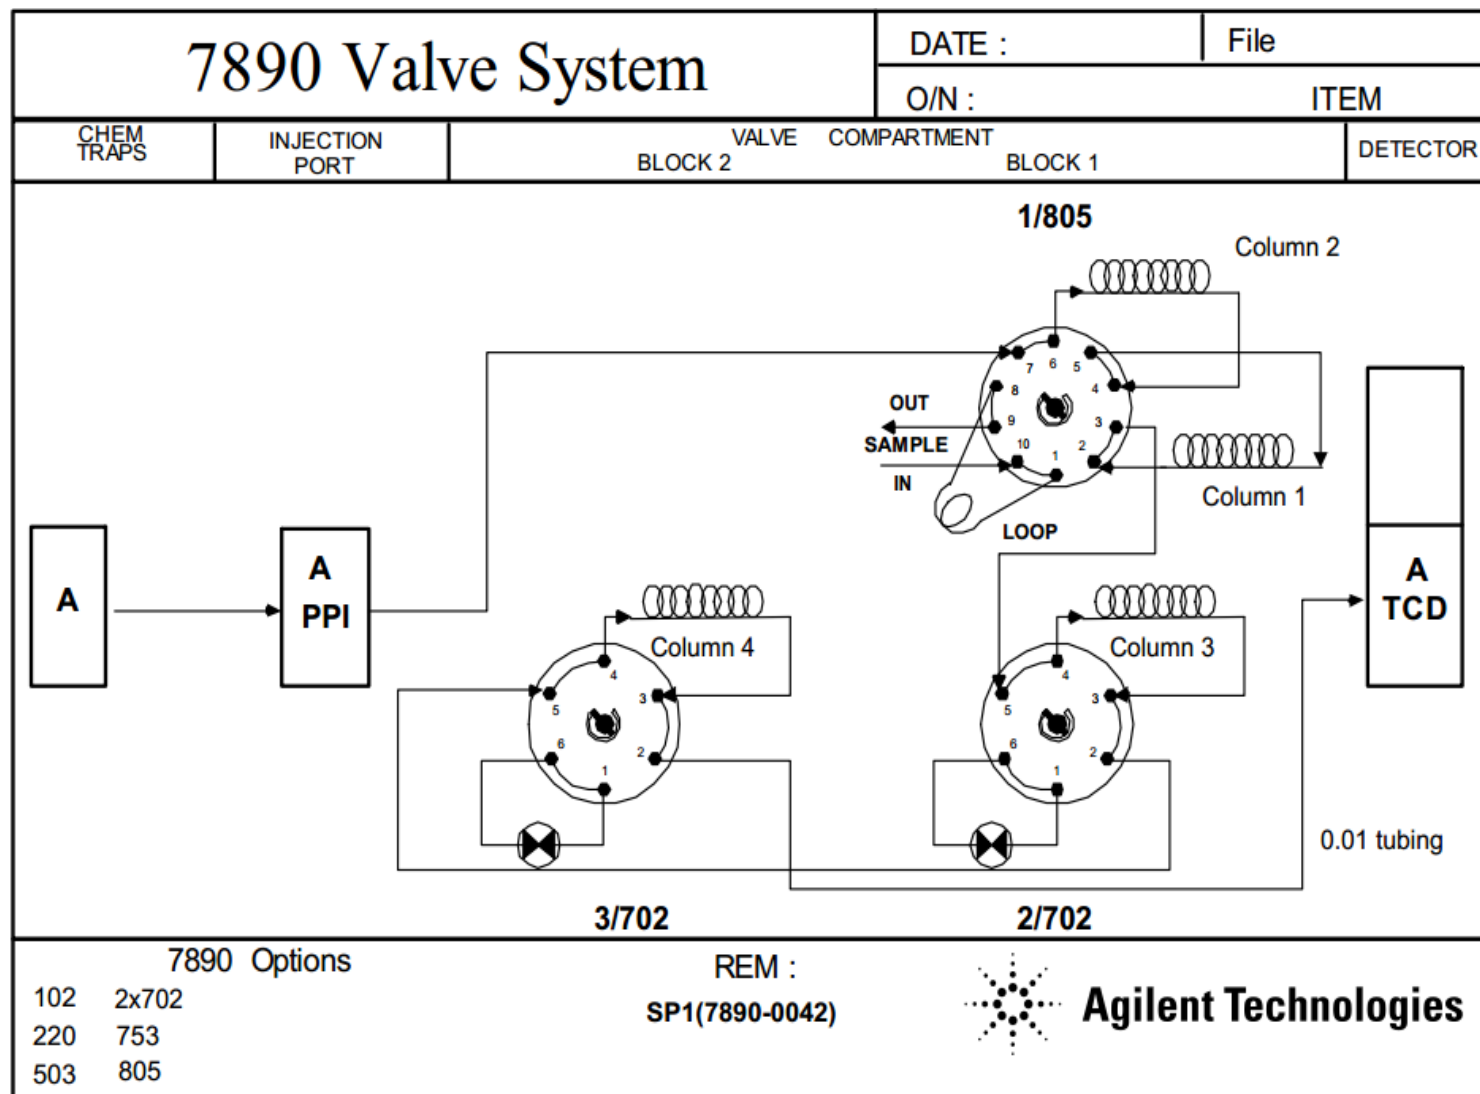 7890 Valve System
DATE :
File
O/N :
ITEM
CHEM
TRAPS
INJECTION
PORT
VALVE COMPARTMENT
BLOCK 2
BLOCK 1
DETECTOR
1/805
Column 2
7
6
5
8
4
OUT
9
3
SAMPLE
10
1
2
IN
Column 1
LOOP
A
A
PPI
A
TCD
Column 4
4
3
5
6
2
1
Column 3
4
3
5
6
2
1
0.01 tubing
3/702
2/702
7890 Options
102 2x702
220 753
503 805
REM :
SP1(7890-0042)
Agilent Technologies